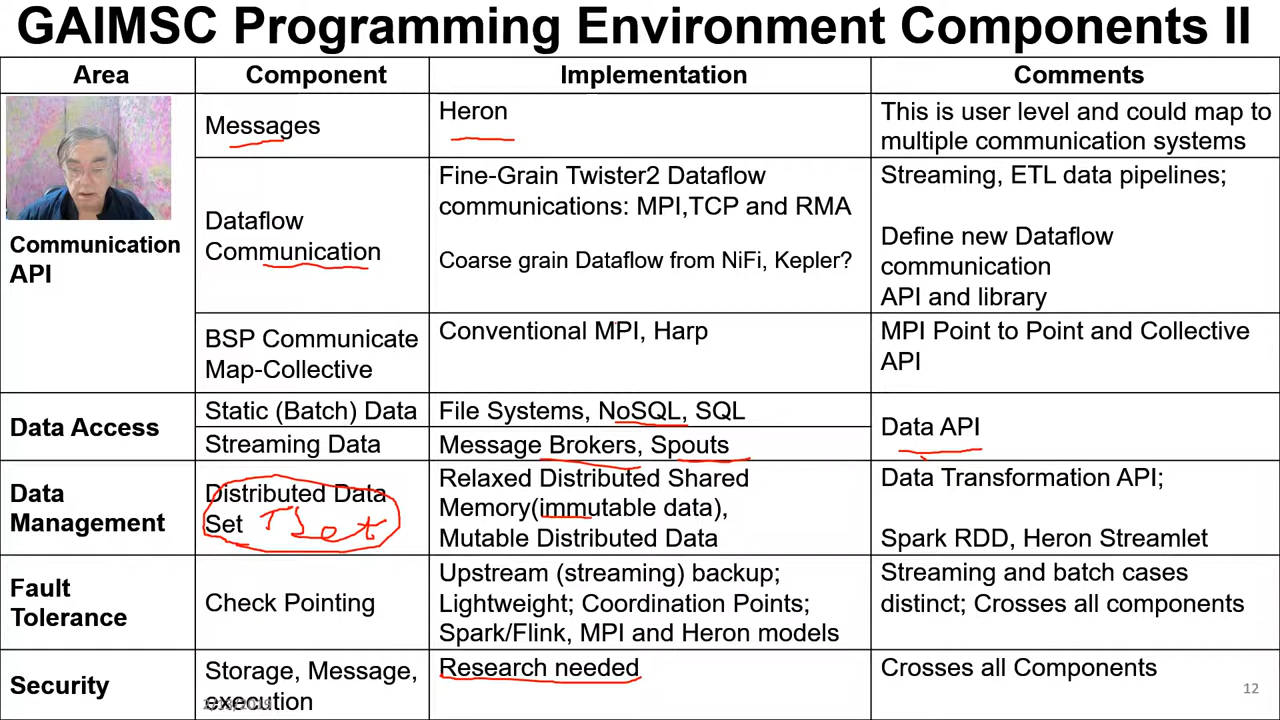 GAIMSC Programming Environment Components II
Area
Component
Implementation
Comments
Communication
API
Messages
Heron
This is user level and could map to
multiple communication systems
Dataflow
Communication
Fine-Grain Twister2 Dataflow
communications: MPI,TCP and RMA
Coarse grain Dataflow from NiFi, Kepler?
Streaming, ETL data pipelines;
Define new Dataflow
communication
API and library
BSP Communicate
Map-Collective
Conventional MPI, Harp
MPI Point to Point and Collective
API
Data Access
Static (Batch) Data
File Systems, NoSQL, SQL
Data API
Streaming Data
Message Brokers, Spouts
Data
Management
Distributed Data
Set
TSet
Relaxed Distributed Shared
Memory(immutable data),
Mutable Distributed Data
Data Transformation API;
Spark RDD, Heron Streamlet
Fault
Tolerance
Check Pointing
Upstream (streaming) backup;
Lightweight; Coordination Points;
Spark/Flink, MPI and Heron models
Streaming and batch cases
distinct; Crosses all components
Security
Storage, Message,
execution
Research needed
Crosses all Components
12